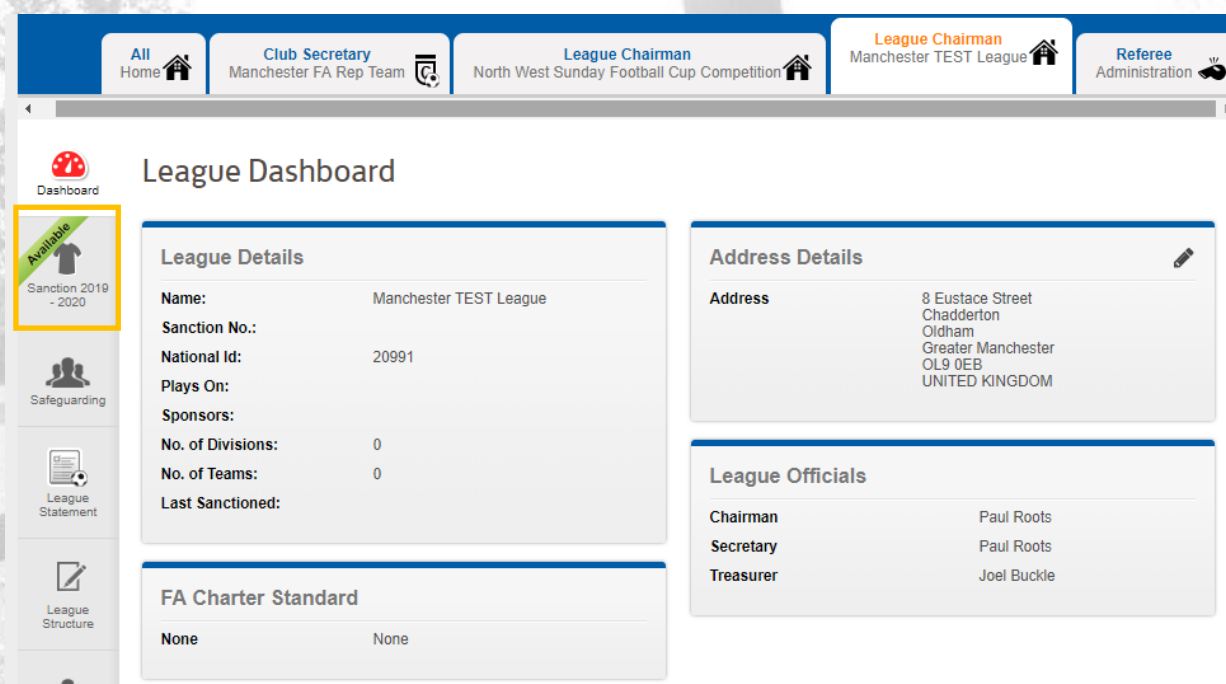 All
Home
Club Secretary
Manchester FA Rep Team
League Chairman
North West Sunday Football Cup Competition
League Chairman
Manchester TEST League
Referee
Administration
Dashboard
Available
Sanction 2019
- 2020
Safeguarding
League
Statement
League
Structure
League Dashboard
League Details
Name: Manchester TEST League
Sanction No.:
National Id: 20991
Plays On:
Sponsors:
No. of Divisions: 0
No. of Teams: 0
Last Sanctioned:
FA Charter Standard
None None
Address Details
Address 8 Eustace Street
Chadderton
Oldham
Greater Manchester
OL9 0EB
UNITED KINGDOM
League Officials
Chairman Paul Roots
Secretary Paul Roots
Treasurer Joel Buckle